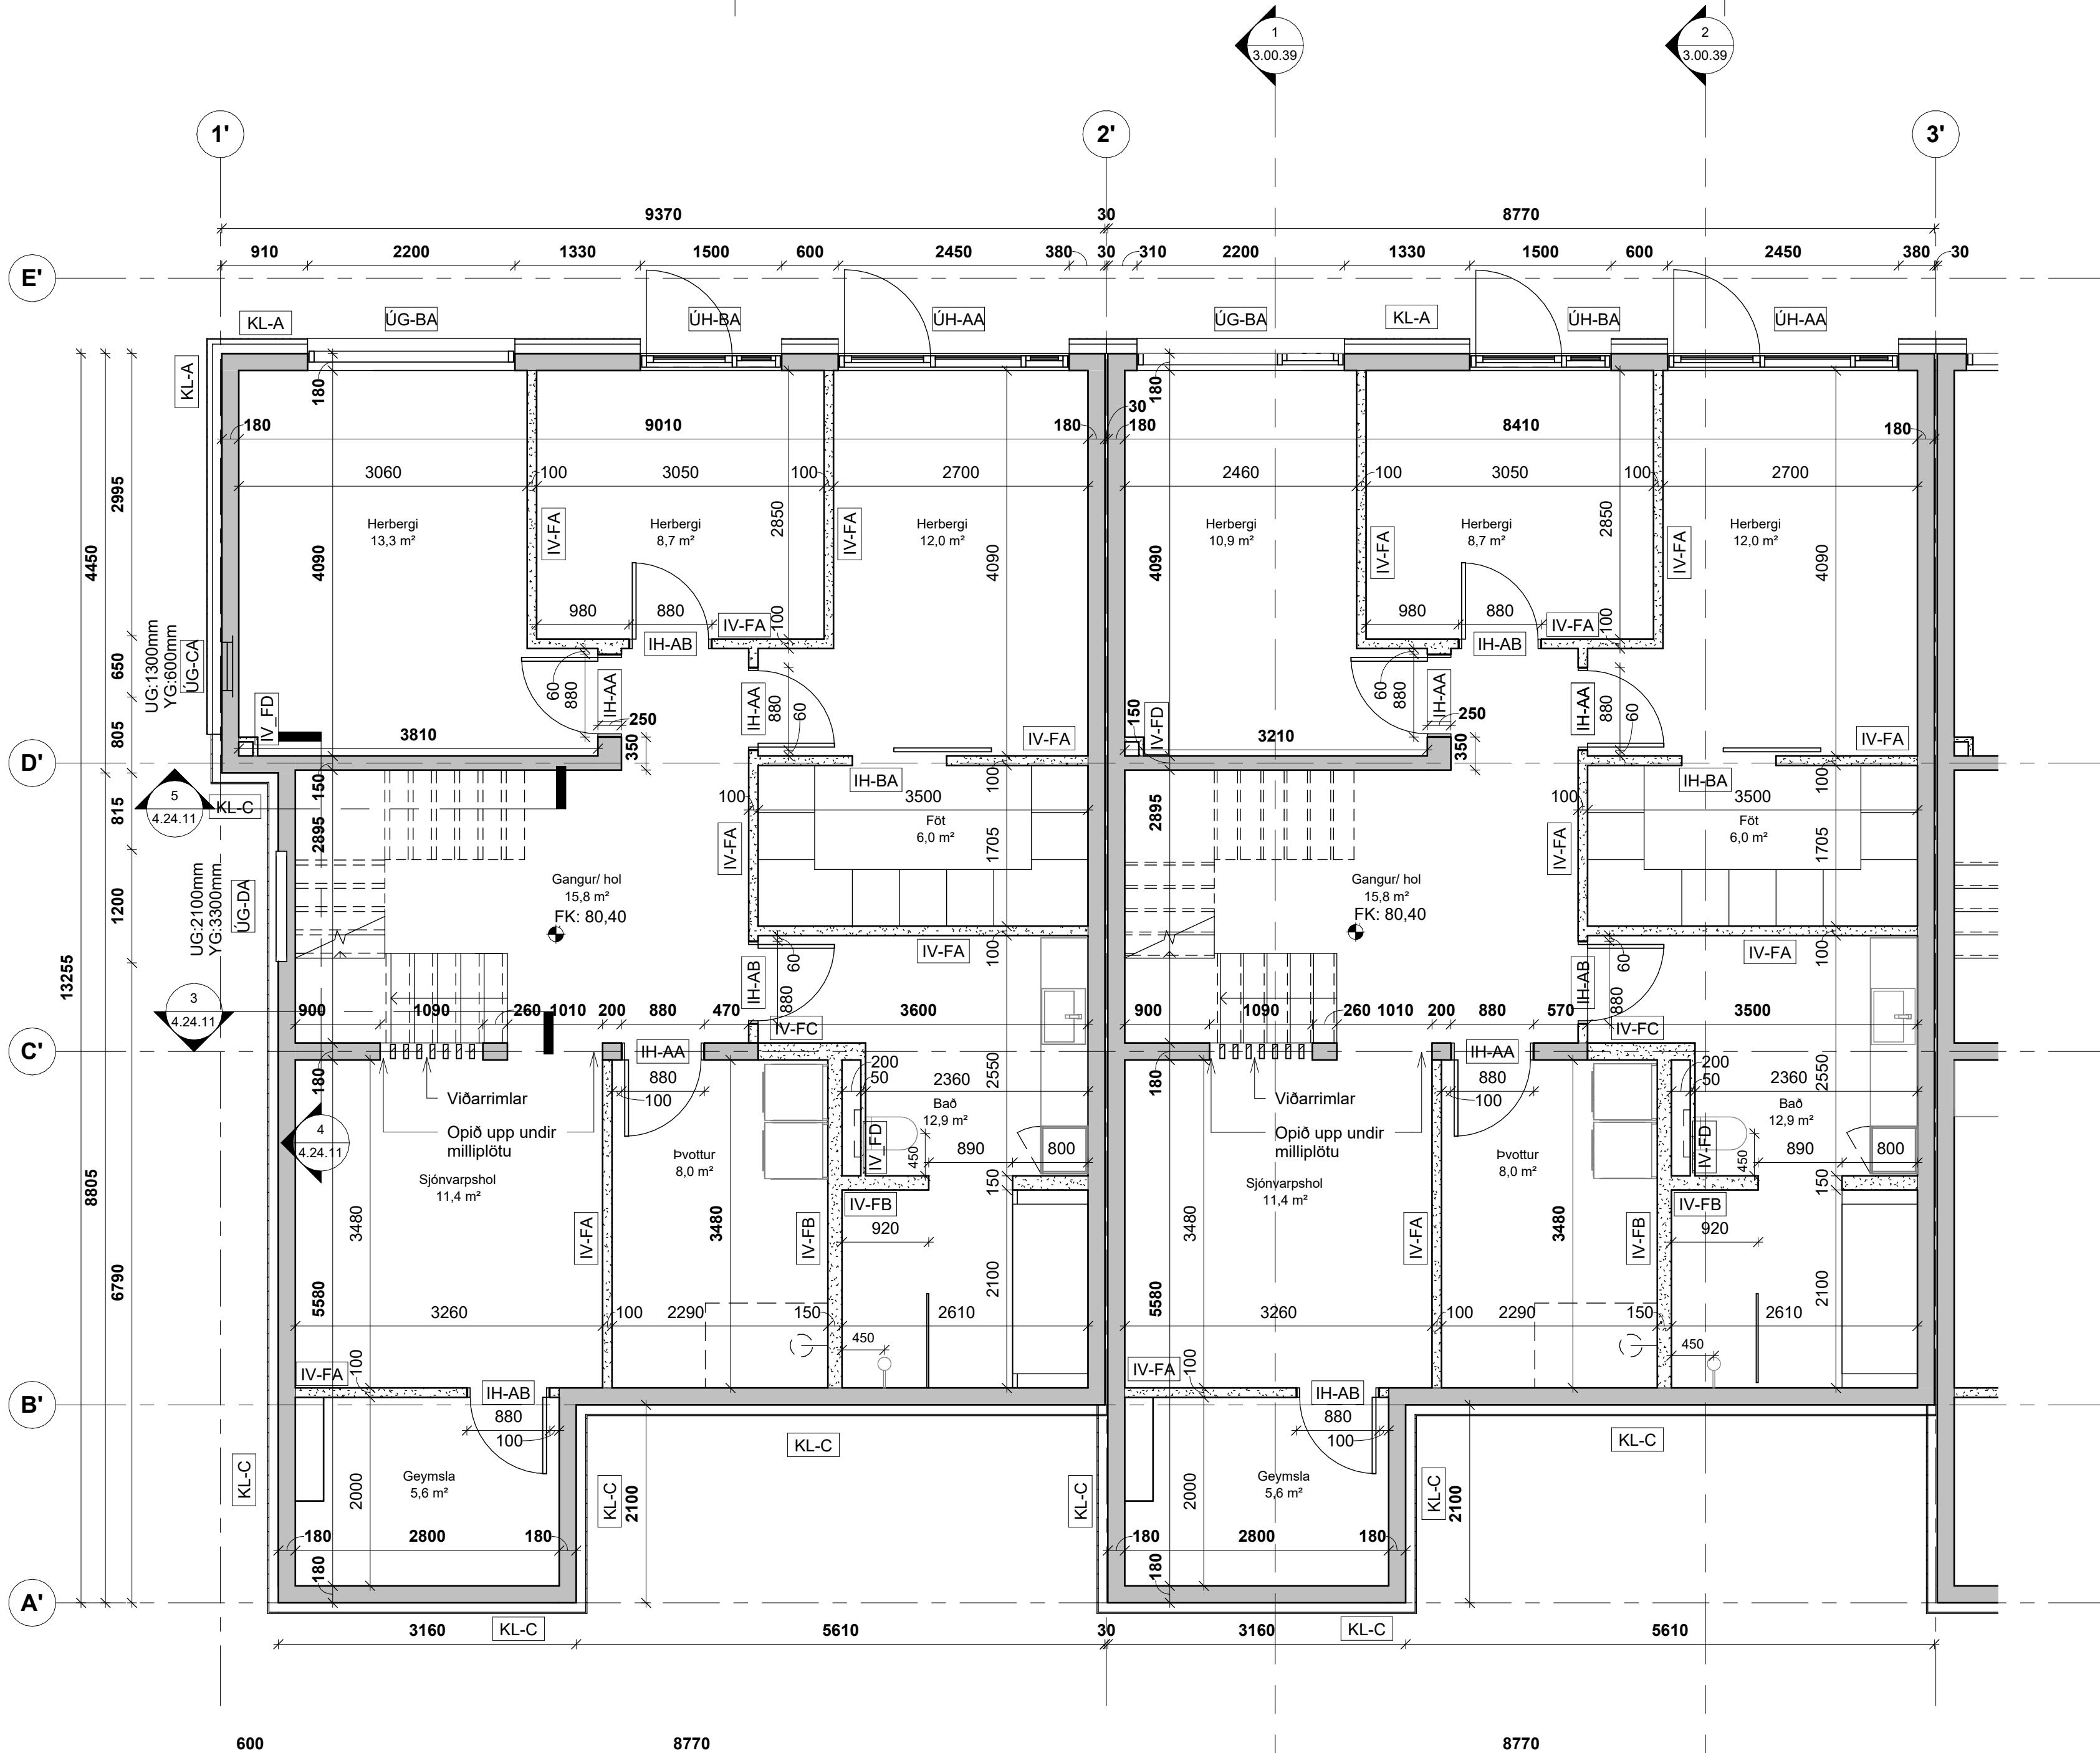 1
3.00.39
2
3.00.39
1'
2'
3'
9370
30
8770
910
2200
1330
1500
600
2450
380
30
310
2200
1330
1500
600
2450
380
30
E'
KL-A
ÚG-BA
ÚH-BA
ÚH-AA
ÚG-BA
KL-A
ÚH-BA
ÚH-AA
KL-A
180
180
30
180
9010
180
180
8410
180
3060
100
3050
100
2700
2460
100
3050
100
2700
2995
4450
4090
Herbergi
13,3 m²
IV-FA
Herbergi
8,7 m²
2850
IV-FA
Herbergi
12,0 m²
4090
4090
Herbergi
10,9 m²
IV-FA
Herbergi
8,7 m²
2850
IV-FA
Herbergi
12,0 m²
4090
980
880
IV-FA
100
IH-AB
980
880
IV-FA
100
IH-AB
650
UG:1300mm
YG:600mm
ÚG-CA
60
880
IH-AA
IH-AA
880
60
60
880
IH-AA
IH-AA
880
60
805
IV_FD
3810
250
350
IV-FA
150
IV-FD
3210
250
350
IV-FA
D'
5
4.24.11
KL-C
150
IH-BA
100
100
3500
Föt
6,0 m²
IH-BA
100
100
3500
Föt
6,0 m²
815
2895
IV-FA
1705
2895
IV-FA
1705
1200
UG:2100mm
YG:3300mm
ÚG-DA
Gangur/ hol
15,8 m²
FK: 80,40
Gangur/ hol
15,8 m²
FK: 80,40
13255
60
IV-FA
100
60
IV-FA
100
IH-AB
880
IH-AB
880
3
4.24.11
900
1090
260
1010
200
880
470
3600
900
1090
260
1010
200
880
570
3500
IV-FC
IV-FC
C'
180
IH-AA
880
100
200
50
2360
2550
180
IH-AA
880
100
200
50
2360
2550
Viðarrimlar
Bað
12,9 m²
Viðarrimlar
Bað
12,9 m²
4
4.24.11
Opið upp undir
milliplötu
Opið upp undir
milliplötu
Þvottur
8,0 m²
IV_FD
450
890
800
Þvottur
8,0 m²
IV-FD
450
890
800
Sjónvarpshol
11,4 m²
150
Sjónvarpshol
11,4 m²
150
8805
IV-FB
920
IV-FB
920
3480
IV-FA
3480
IV-FB
3480
IV-FA
3480
IV-FB
6790
5580
2100
5580
2100
3260
100
2290
150
2610
3260
100
2290
150
2610
450
450
IV-FA
100
IH-AB
IV-FA
100
IH-AB
B'
880
100
880
100
KL-C
KL-C
KL-C
Geymsla
5,6 m²
2000
KL-C
2100
KL-C
Geymsla
5,6 m²
2000
KL-C
2100
180
2800
180
180
2800
180
180
180
A'
3160
KL-C
5610
30
3160
KL-C
5610
600
8770
8770